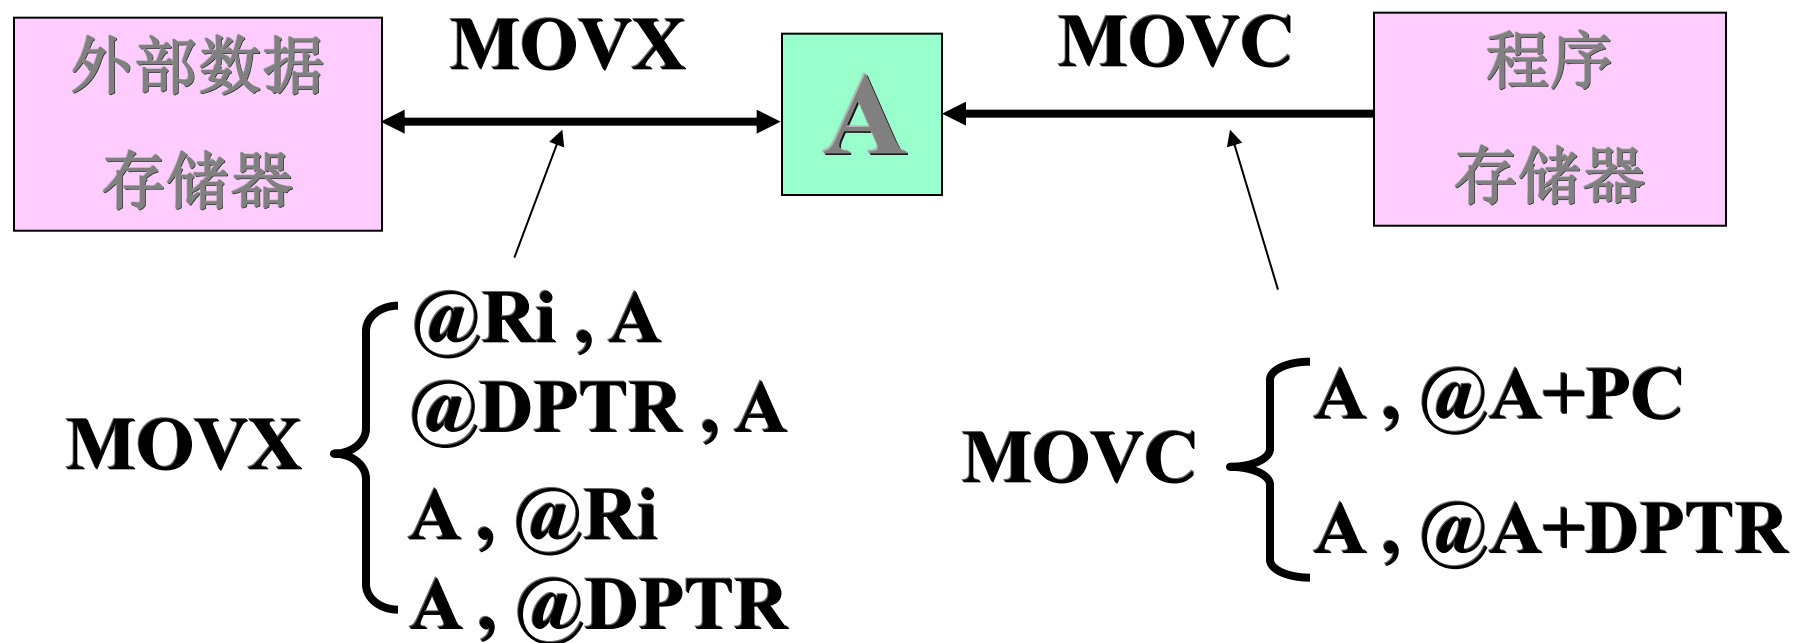 外部数据
存储器
MOVX
A
MOVC
程序
存储器
MOVX
@Ri , A
@DPTR , A
A , @Ri
A , @DPTR
MOVC
A , @A+PC
A , @A+DPTR